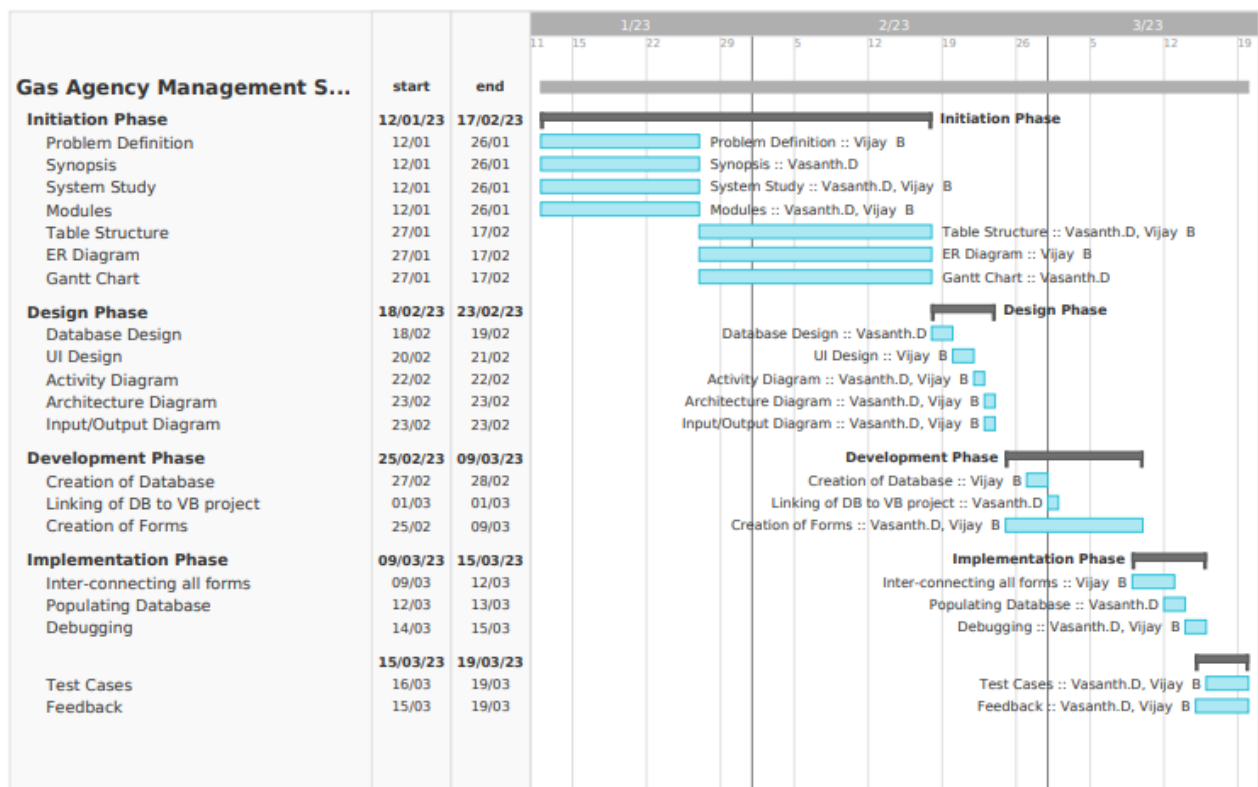 1/23 2/23 3/23
11 15 22 29 5 12 19 26 5 12 19
Gas Agency Management S... start end
Initiation Phase 12/01/23 17/02/23 Initiation Phase
Problem Definition 12/01 26/01 Problem Definition :: Vijay B
Synopsis 12/01 26/01 Synopsis :: Vasanth.D
System Study 12/01 26/01 System Study :: Vasanth.D, Vijay B
Modules 12/01 26/01 Modules :: Vasanth.D, Vijay B
Table Structure 27/01 17/02 Table Structure :: Vasanth.D, Vijay B
ER Diagram 27/01 17/02 ER Diagram :: Vijay B
Gantt Chart 27/01 17/02 Gantt Chart :: Vasanth.D
Design Phase 18/02/23 23/02/23 Design Phase
Database Design 18/02 19/02 Database Design :: Vasanth.D
UI Design 20/02 21/02 UI Design :: Vijay B
Activity Diagram 22/02 22/02 Activity Diagram :: Vasanth.D, Vijay B
Architecture Diagram 23/02 23/02 Architecture Diagram :: Vasanth.D, Vijay B
Input/Output Diagram 23/02 23/02 Input/Output Diagram :: Vasanth.D, Vijay B
Development Phase 25/02/23 09/03/23 Development Phase
Creation of Database 27/02 28/02 Creation of Database :: Vijay B
Linking of DB to VB project 01/03 01/03 Linking of DB to VB project :: Vasanth.D
Creation of Forms 25/02 09/03 Creation of Forms :: Vasanth.D, Vijay B
Implementation Phase 09/03/23 15/03/23 Implementation Phase
Inter-connecting all forms 09/03 12/03 Inter-connecting all forms :: Vijay B
Populating Database 12/03 13/03 Populating Database :: Vasanth.D
Debugging 14/03 15/03 Debugging :: Vasanth.D, Vijay B
15/03/23 19/03/23
Test Cases 16/03 19/03 Test Cases :: Vasanth.D, Vijay B
Feedback 15/03 19/03 Feedback :: Vasanth.D, Vijay B